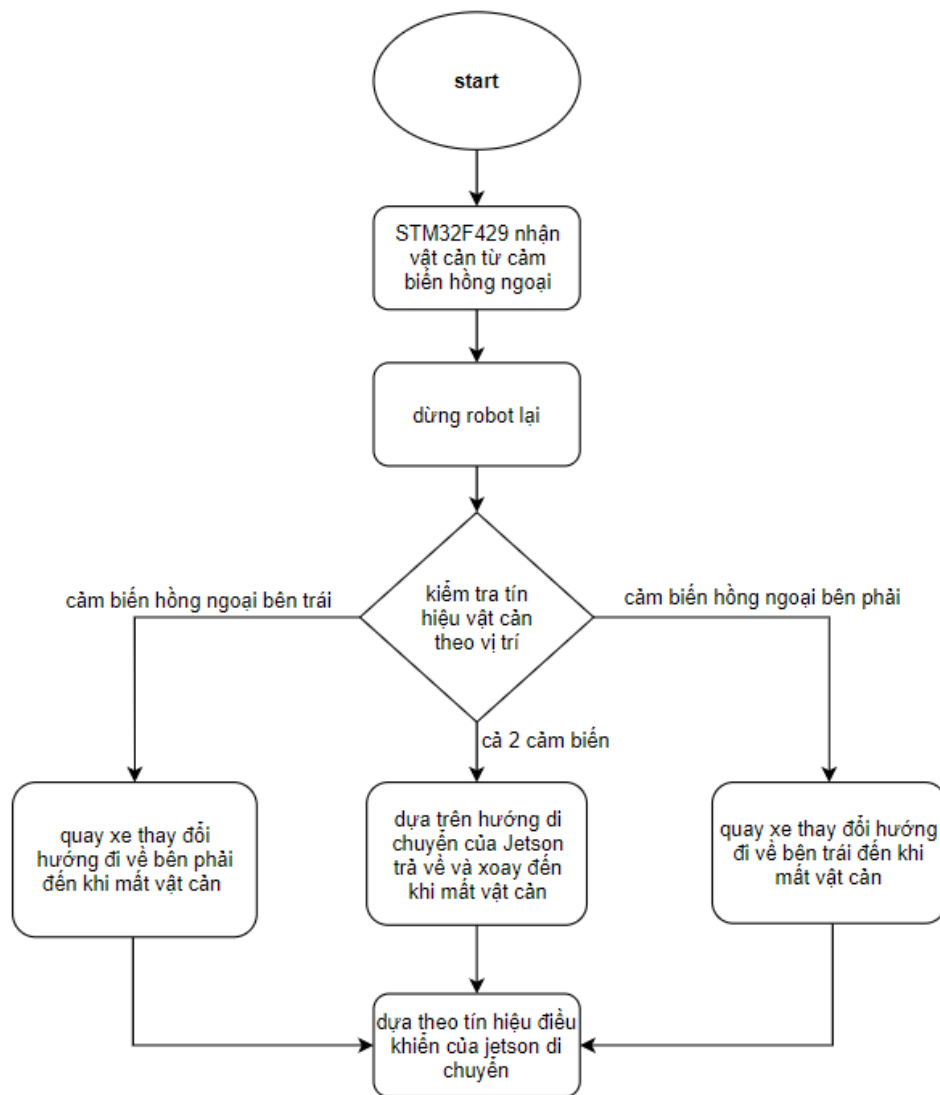 start
STM32F429 nhận
vật cản từ cảm
biến hồng ngoại
dừng robot lại
kiểm tra tín
hiệu vật cản
theo vị trí
cảm biến hồng ngoại bên trái
cảm biến hồng ngoại bên phải
cả 2 cảm biến
quay xe thay đổi
hướng đi về bên phải
đến khi mất vật cản
dựa trên hướng di
chuyển của Jetson
trả về và xoay đến
khi mất vật cản
quay xe thay đổi hướng
đi về bên trái đến khi
mất vật cản
dựa theo tín hiệu điều
khiển của jetson di
chuyển